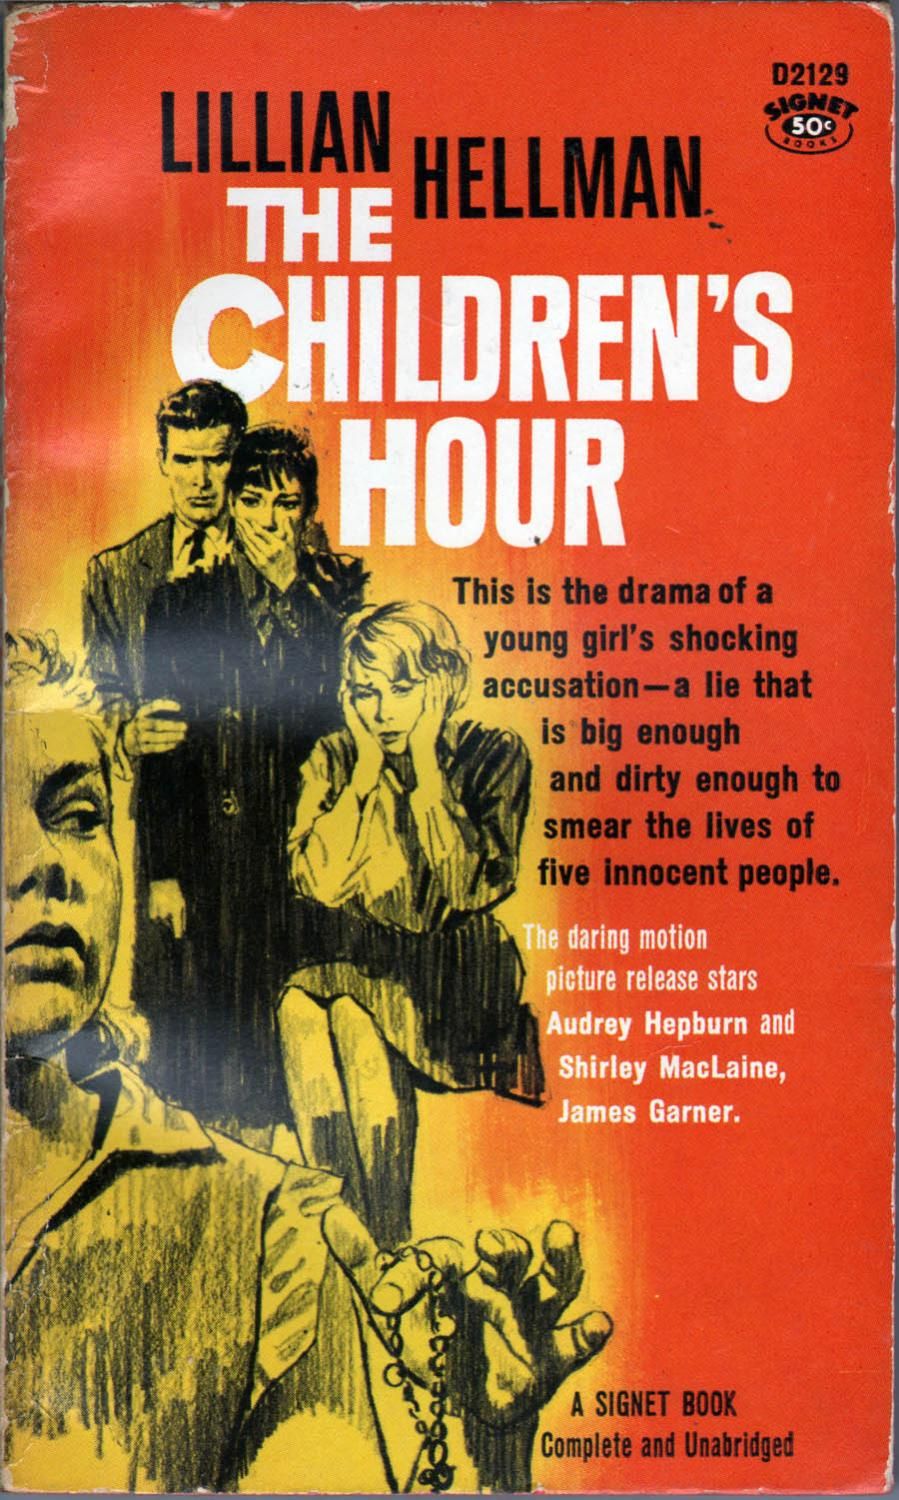 D2129
SIGNET
50c
BOOKS
LILLIAN
HELLMAN
THE
CHILDREN'S
HOUR
This is the drama of a
young girl's shocking
accusation—a lie that
is big enough
and dirty enough to
smear the lives of
five innocent people.
The daring motion
picture release stars
Audrey Hepburn and
Shirley MacLaine,
James Garner.
A SIGNET BOOK
Complete and Unabridged